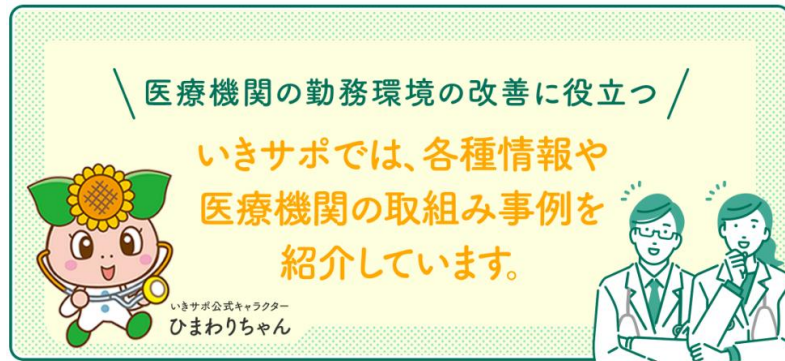 医療機関の勤務環境の改善に役立つ
いきサポでは、各種情報や
医療機関の取組み事例を
紹介しています。
いきサポ公式キャラクター
ひまわりちゃん